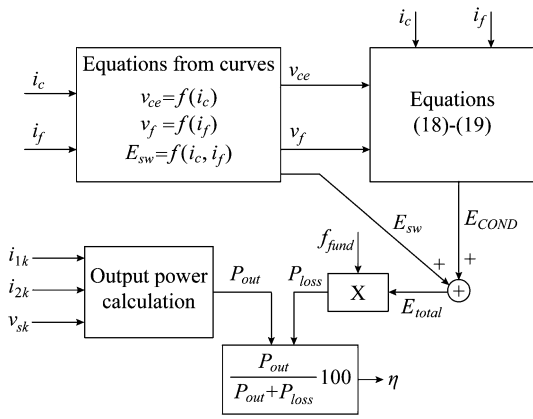 i_c
i_f
Equations from curves
v_ce=f(i_c)
v_f=f(i_f)
E_sw=f(i_c, i_f)
v_ce
v_f
i_c
i_f
Equations
(18)-(19)
E_sw
E_COND
+
+
+
i_1k
i_2k
v_sk
Output power
calculation
P_out
P_loss
f_fund
X
E_total
P_out
P_out+P_loss
100
η